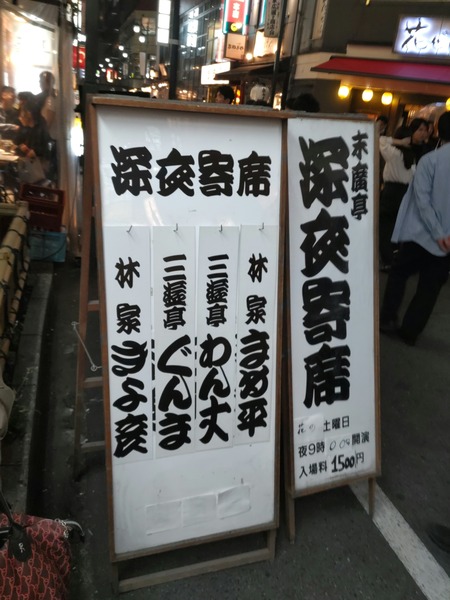 深夜寄席
林家まめ平
三遊亭わん丈
三遊亭ぐんま
林家きよ彦
末廣亭
深夜寄席
土曜日
夜9時 開演
入場料1500円